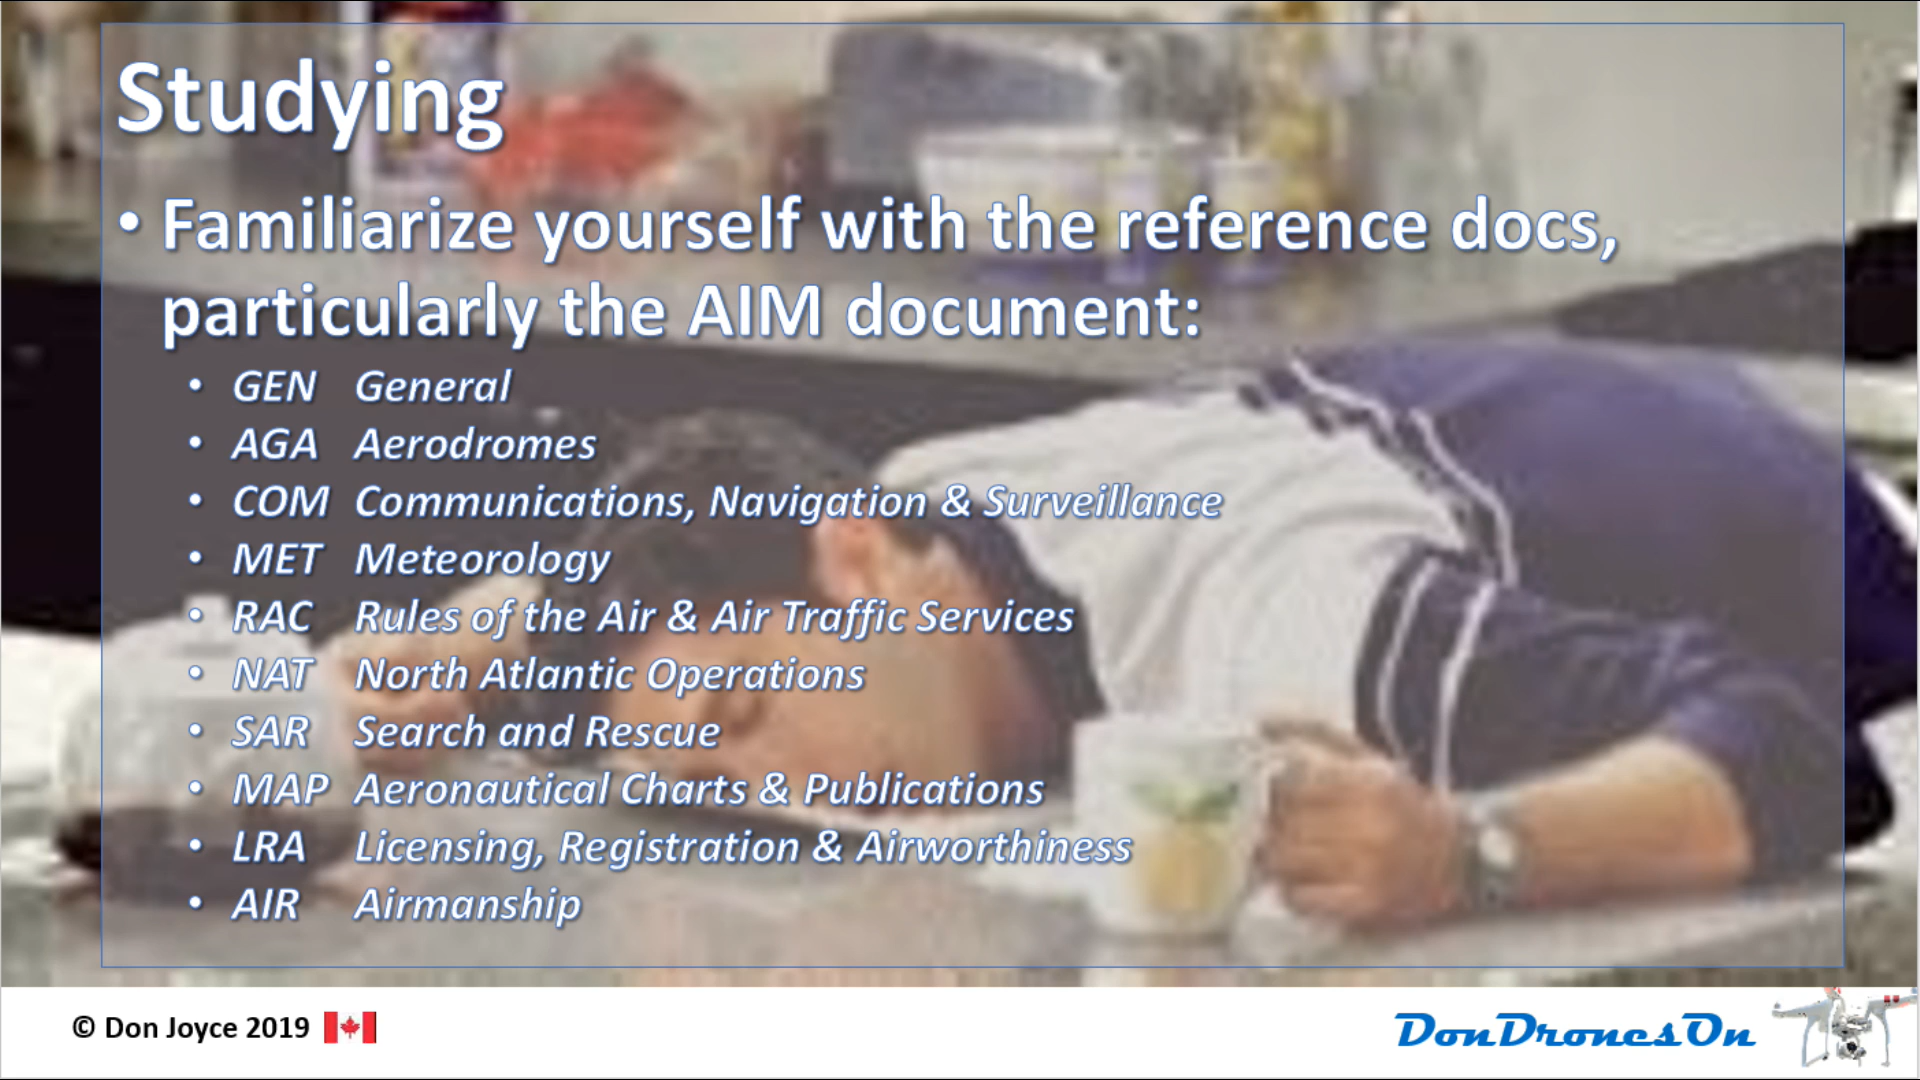 Studying
• Familiarize yourself with the reference docs,
particularly the AIM document:
• GEN General
• AGA Aerodromes
• COM Communications, Navigation & Surveillance
• MET Meteorology
• RAC Rules of the Air & Air Traffic Services
• NAT North Atlantic Operations
• SAR Search and Rescue
• MAP Aeronautical Charts & Publications
• LRA Licensing, Registration & Airworthiness
• AIR Airmanship
© Don Joyce 2019
DonDronesOn